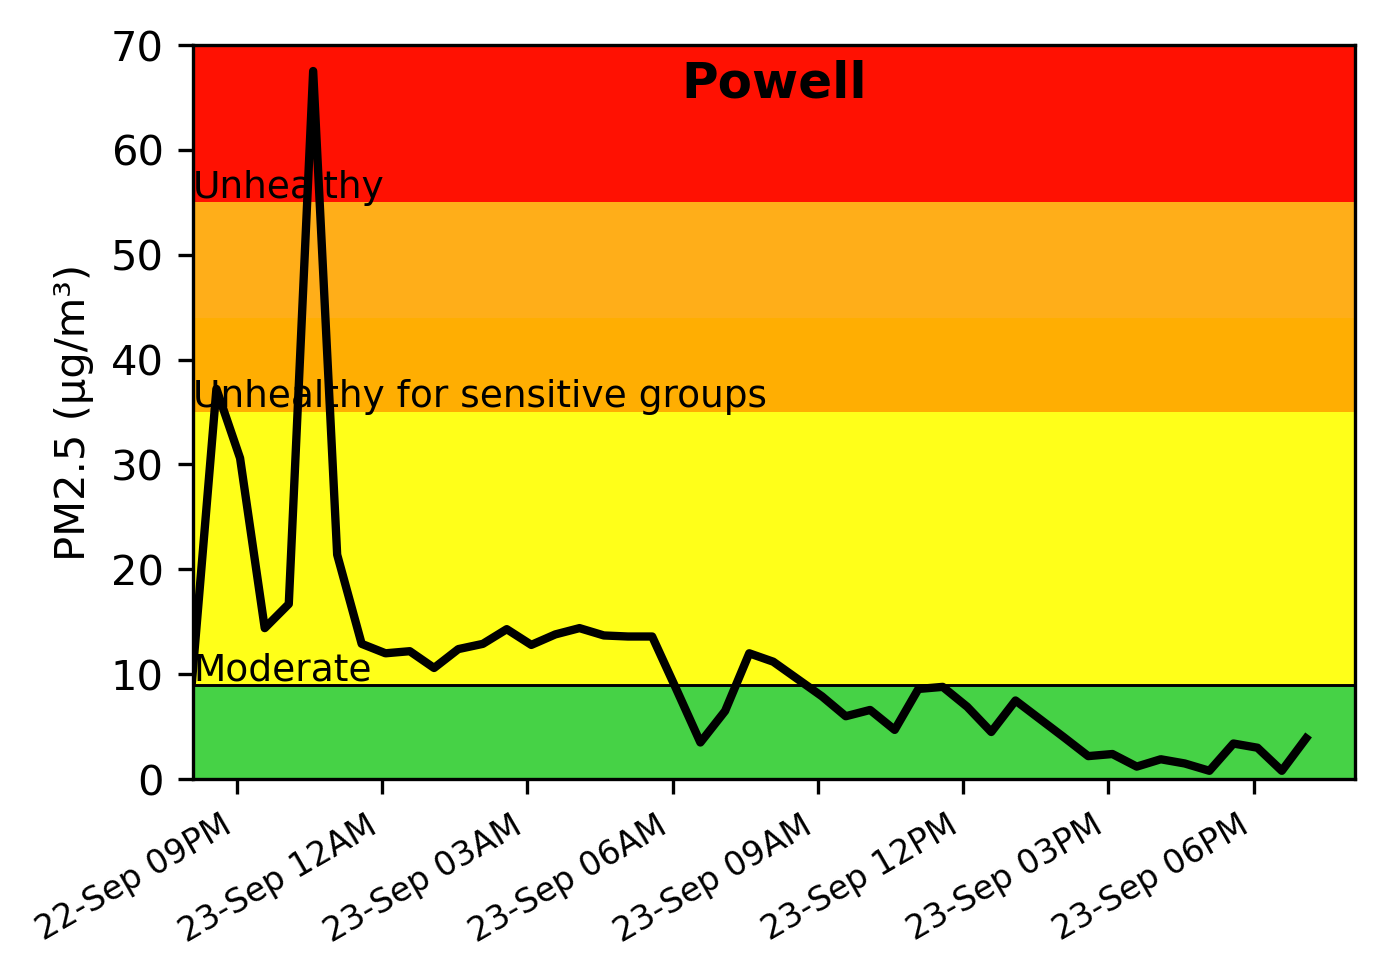 Powell
70
60
50
40
30
20
10
0
PM2.5 (µg/m³)
Unhealthy
Unhealthy for sensitive groups
Moderate
22-Sep 09PM
23-Sep 12AM
23-Sep 03AM
23-Sep 06AM
23-Sep 09AM
23-Sep 12PM
23-Sep 03PM
23-Sep 06PM